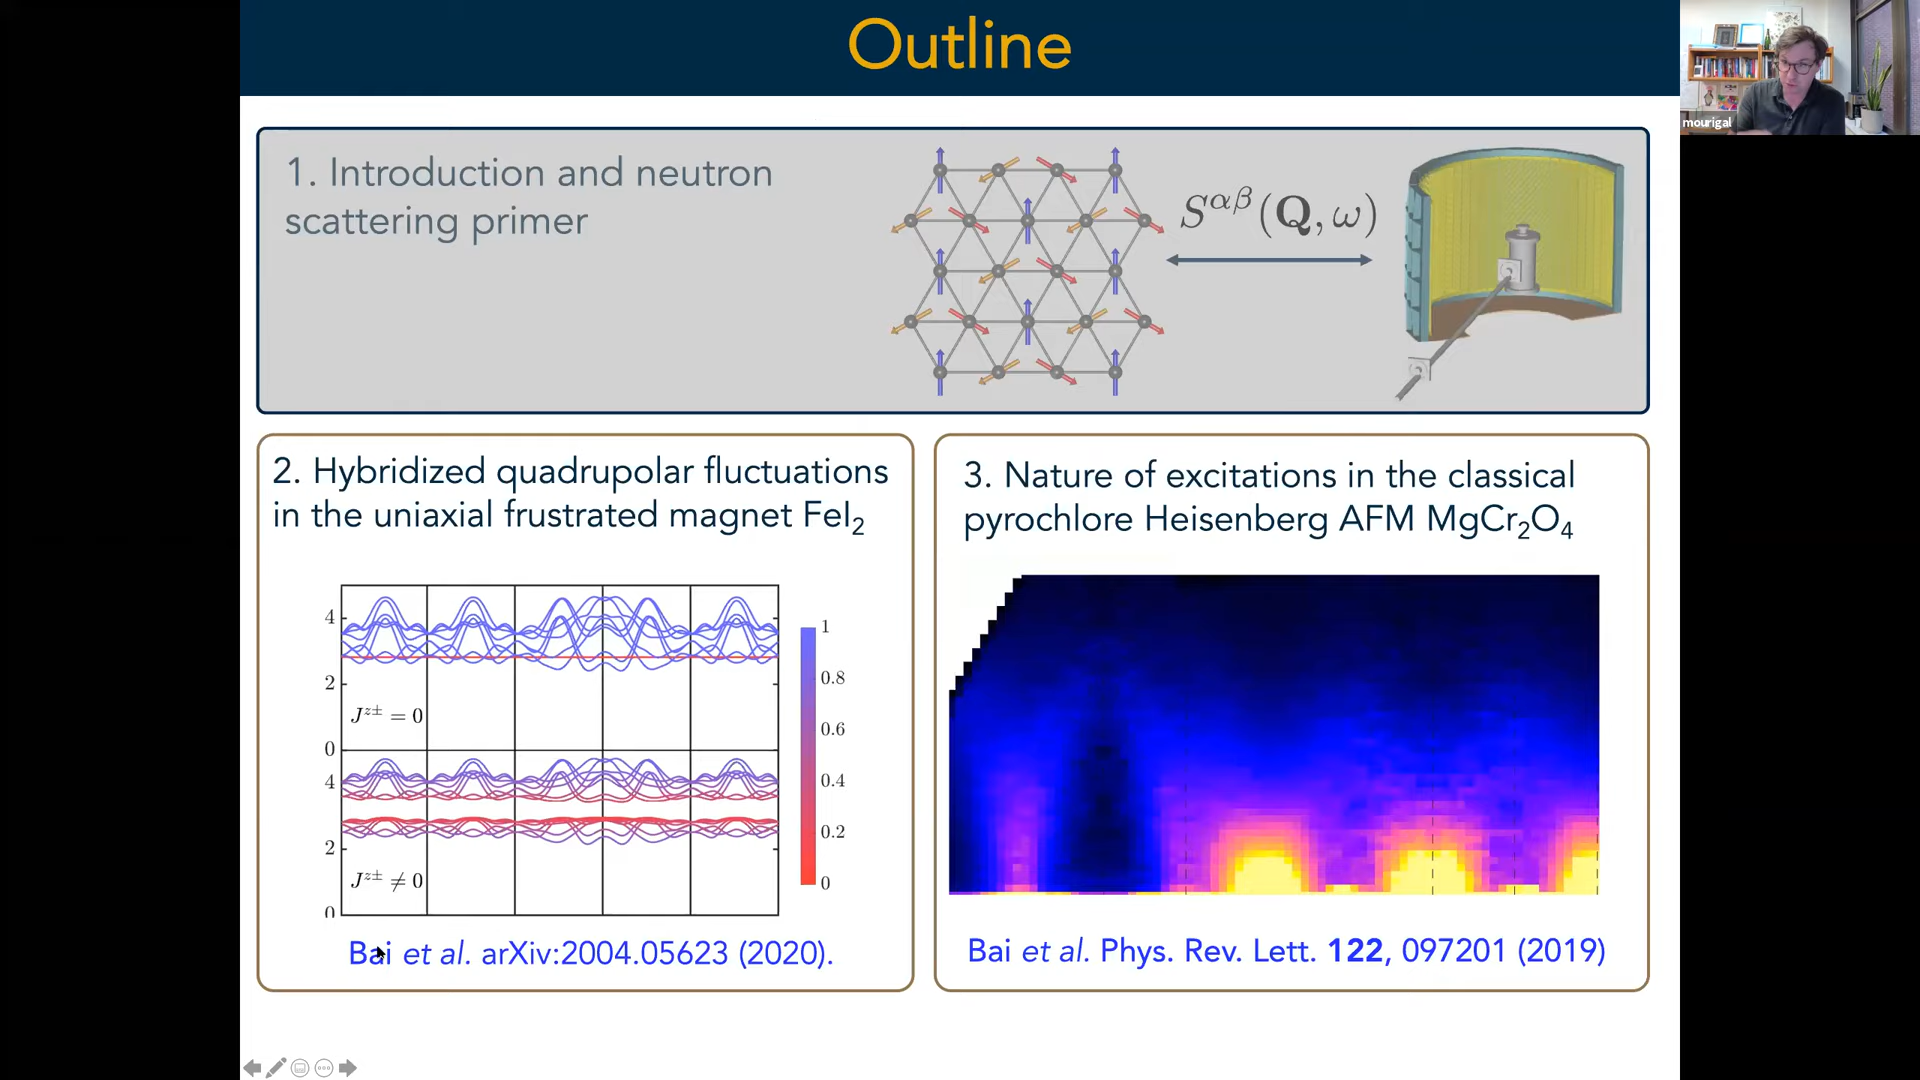 Outline
mourigal
1. Introduction and neutron
scattering primer
S^{αβ}(Q, ω)
2. Hybridized quadrupolar fluctuations
in the uniaxial frustrated magnet FeI₂
4
2
J^{z±} = 0
0
4
2
J^{z±} ≠ 0
0
1
0.8
0.6
0.4
0.2
0
Bai et al. arXiv:2004.05623 (2020).
3. Nature of excitations in the classical
pyrochlore Heisenberg AFM MgCr₂O₄
Bai et al. Phys. Rev. Lett. 122, 097201 (2019)